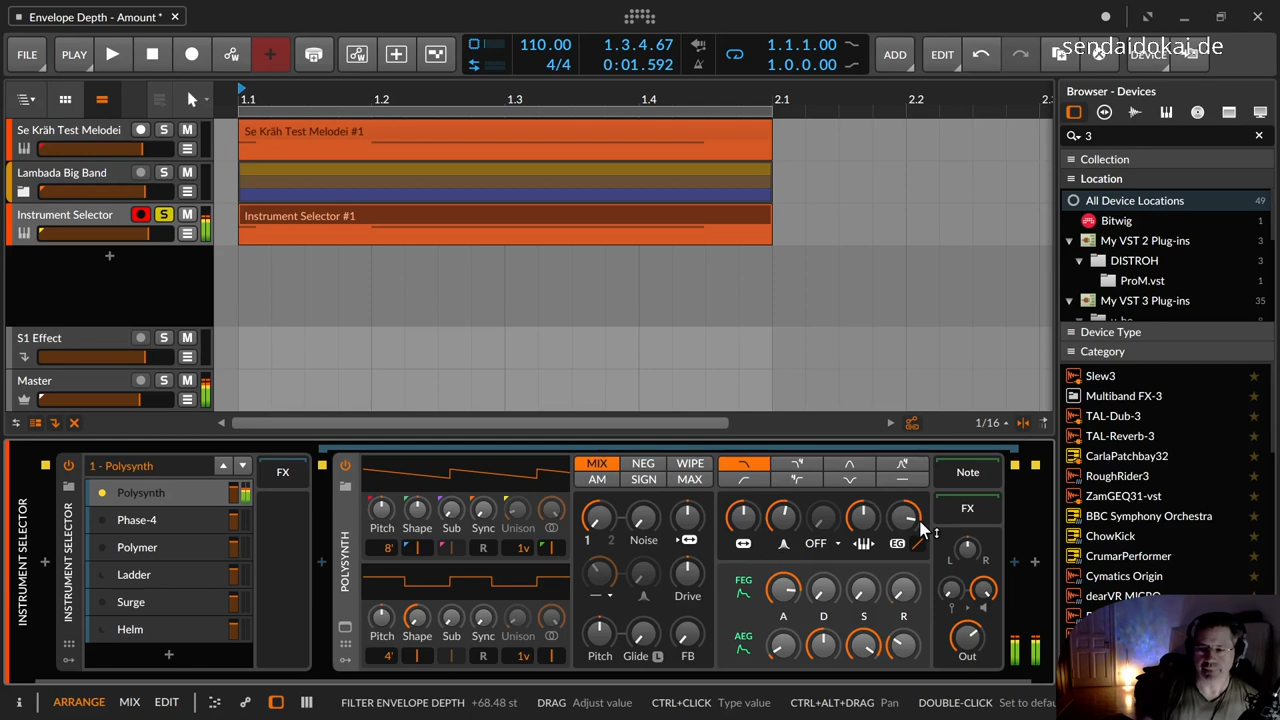 Envelope Depth - Amount *
sendaidokaj.de
FILE
PLAY
110.00
4/4
1.3.4.67
0:01.592
1.1.1.00
1.0.0.00
ADD
EDIT
DEVICE
1.1
1.2
1.3
1.4
2.1
2.2
Se Kräh Test Melodei
S
M
Se Kräh Test Melodei #1
Lambada Big Band
S
M
Instrument Selector
S
M
Instrument Selector #1
S1 Effect
S
M
Master
S
M
1/16
Browser - Devices
3
Collection
Location
All Device Locations
49
Bitwig
1
My VST 2 Plug-ins
3
DISTROH
3
ProM.vst
1
My VST 3 Plug-ins
35
Device Type
Category
Slew3
Multiband FX-3
TAL-Dub-3
TAL-Reverb-3
CarlaPatchbay32
RoughRider3
ZamGEQ31-vst
BBC Symphony Orchestra
ChowKick
CrumarPerformer
Cymatics Origin
dearVR MICRO
INSTRUMENT SELECTOR
INSTRUMENT SELECTOR
1 - Polysynth
Polysynth
Phase-4
Polymer
Ladder
Surge
Helm
FX
POLYSYNTH
Pitch
Shape
Sub
Sync
Unison
8'
R
1v
Pitch
Shape
Sub
Sync
Unison
4'
R
1v
MIX
NEG
WIPE
AM
SIGN
MAX
1
2
Noise
Drive
Pitch
Glide
L
FB
OFF
EG
FEG
A
D
S
R
AEG
Note
FX
L
R
Out
ARRANGE
MIX
EDIT
FILTER ENVELOPE DEPTH
+68.48 st
DRAG
Adjust value
CTRL+CLICK
Type value
CTRL+ALT+DRAG
Pan
DOUBLE-CLICK
Set to defa